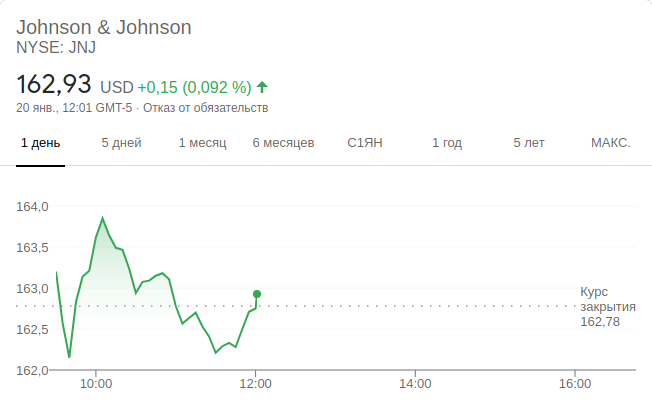 Johnson & Johnson
NYSE: JNJ
162,93 USD +0,15 (0,092 %)
20 янв., 12:01 GMT-5 · Отказ от обязательств
1 день 5 дней 1 месяц 6 месяцев С1ЯН 1 год 5 лет МАКС.
164,0
163,5
163,0
162,5
162,0
Курс
закрытия
162,78
10:00 12:00 14:00 16:00